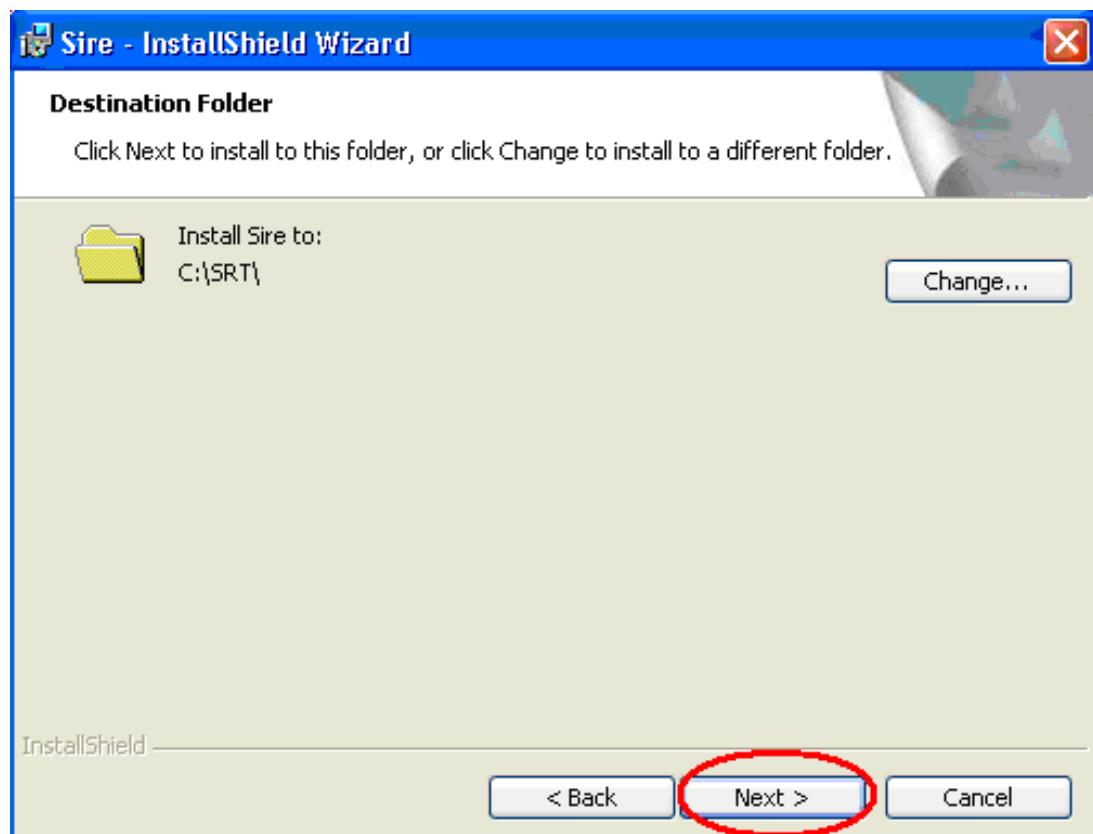 Sire - InstallShield Wizard
Destination Folder
Click Next to install to this folder, or click Change to install to a different folder.
Install Sire to:
C:\SRT\
Change...
InstallShield
< Back
Next >
Cancel